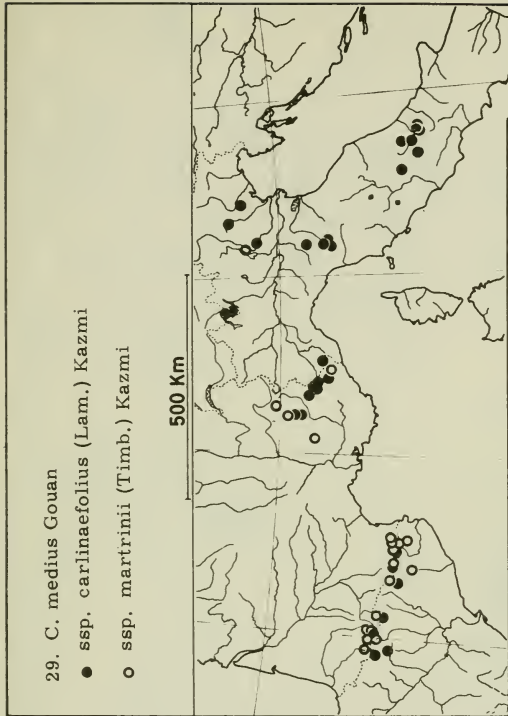 29. C. medius Gouan
● ssp. carlinaefolius (Lam.) Kazmi
○ ssp. martrinii (Timb.) Kazmi
500 Km